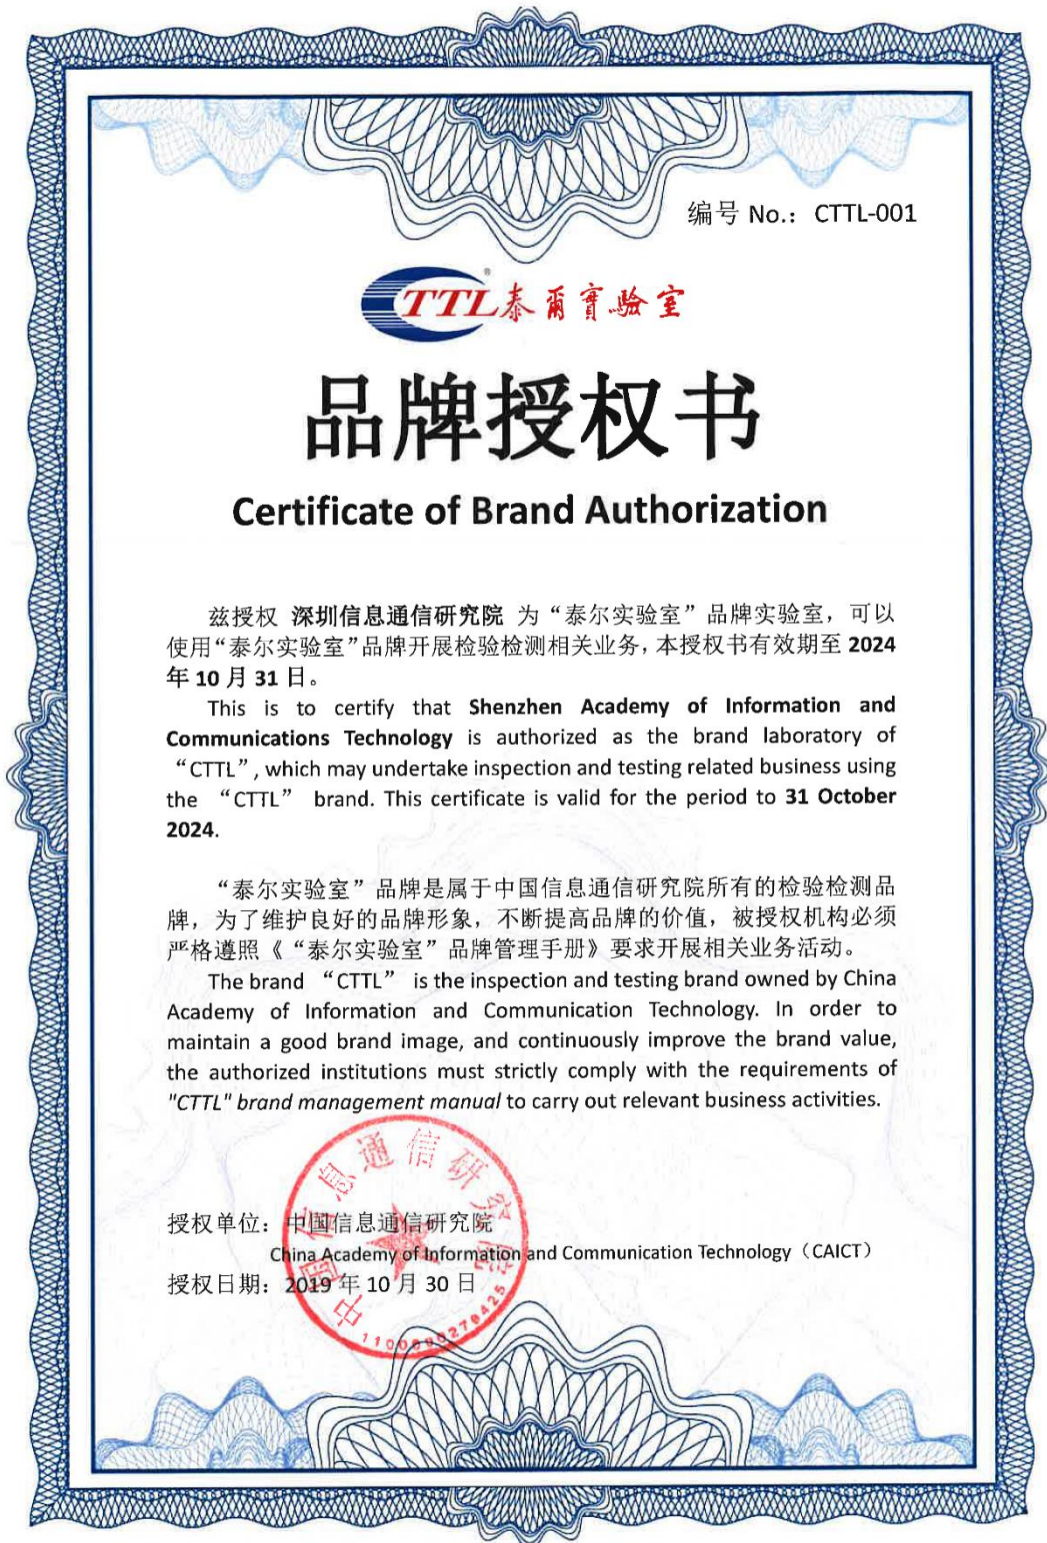 编号 No.: CTTL-001
CTTL®泰爾實驗室
品牌授权书
Certificate of Brand Authorization
兹授权 深圳信息通信研究院 为“泰尔实验室”品牌实验室，可以
使用“泰尔实验室”品牌开展检验检测相关业务，本授权书有效期至 2024
年 10 月 31 日。
This is to certify that Shenzhen Academy of Information and
Communications Technology is authorized as the brand laboratory of
“CTTL”, which may undertake inspection and testing related business using
the “CTTL” brand. This certificate is valid for the period to 31 October
2024.
“泰尔实验室”品牌是属于中国信息通信研究院所有的检验检测品
牌，为了维护良好的品牌形象，不断提高品牌的价值，被授权机构必须
严格遵照《“泰尔实验室”品牌管理手册》要求开展相关业务活动。
The brand “CTTL” is the inspection and testing brand owned by China
Academy of Information and Communication Technology. In order to
maintain a good brand image, and continuously improve the brand value,
the authorized institutions must strictly comply with the requirements of
"CTTL" brand management manual to carry out relevant business activities.
授权单位：中国信息通信研究院
China Academy of Information and Communication Technology（CAICT）
授权日期：2019 年 10 月 30 日
中国信息通信研究院